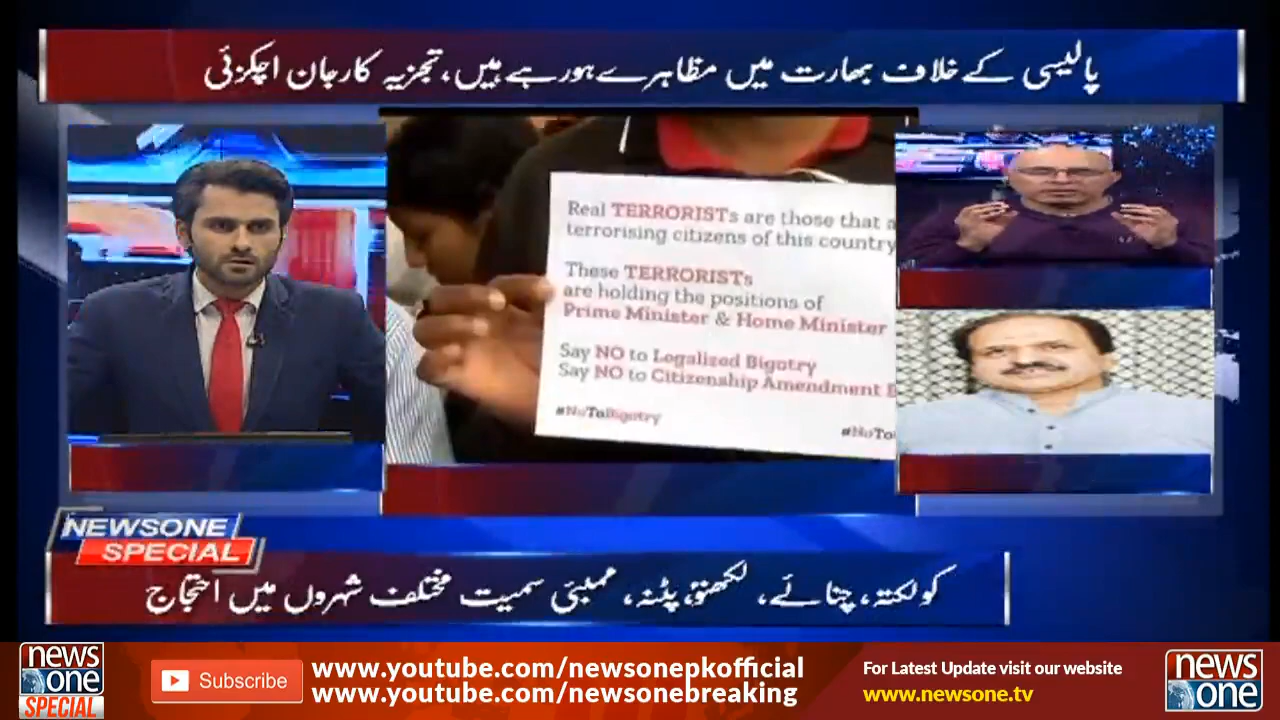 پالیسی کے خلاف بھارت میں مظاہرے ہورہے ہیں، تجزیہ کار جان اچکزئی
Real TERRORISTs are those that a
terrorising citizens of this country
These TERRORISTs
are holding the positions of
Prime Minister & Home Minister
Say NO to Legalized Bigotry
Say NO to Citizenship Amendment B
#NoToBigotry
#NoTo
NEWSONE
SPECIAL
کولکتہ، چنائے، لکھنؤ، پٹنہ، ممبئی سمیت مختلف شہروں میں احتجاج
news
one
SPECIAL
Subscribe
www.youtube.com/newsonepkofficial
www.youtube.com/newsonebreaking
For Latest Update visit our website
www.newsone.tv
news
one